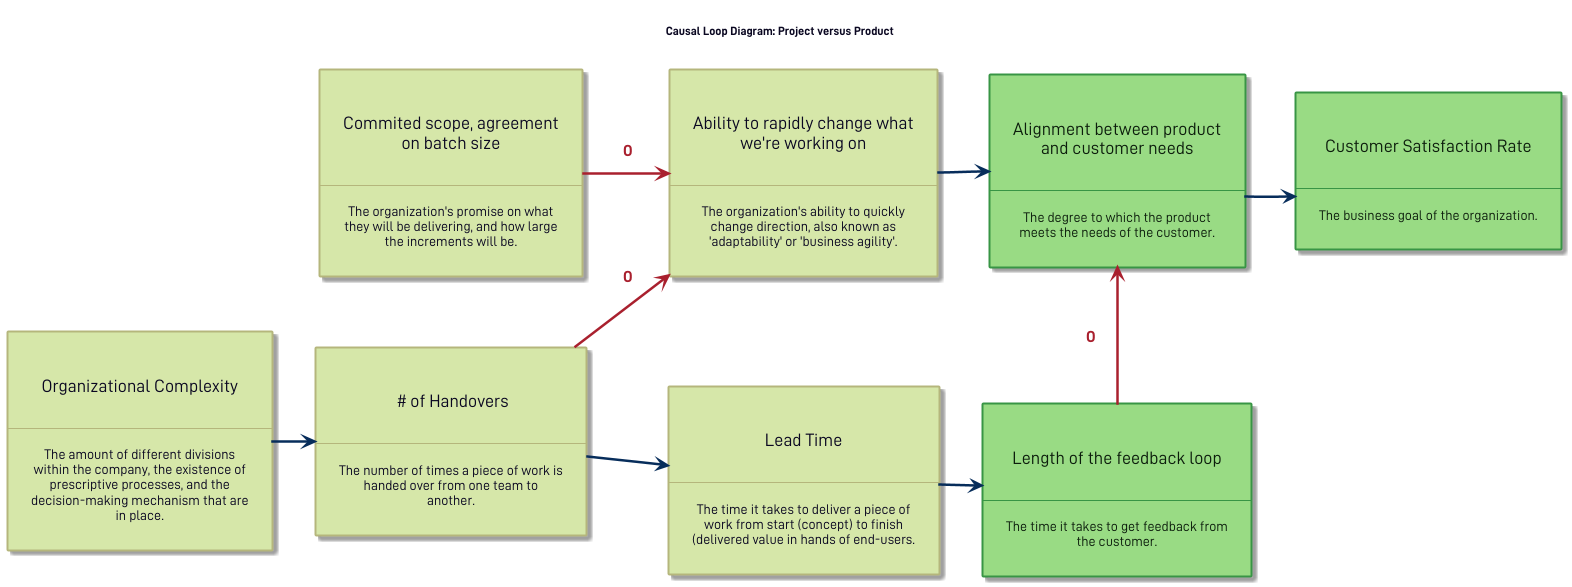 Causal Loop Diagram: Project versus Product
Commited scope, agreement
on batch size
The organization's promise on what
they will be delivering, and how large
the increments will be.
O
Ability to rapidly change what
we're working on
The organization's ability to quickly
change direction, also known as
'adaptability' or 'business agility'.
Alignment between product
and customer needs
The degree to which the product
meets the needs of the customer.
Customer Satisfaction Rate
The business goal of the organization.
O
O
Organizational Complexity
The amount of different divisions
within the company, the existence of
prescriptive processes, and the
decision-making mechanism that are
in place.
# of Handovers
The number of times a piece of work is
handed over from one team to
another.
Lead Time
The time it takes to deliver a piece of
work from start (concept) to finish
(delivered value in hands of end-users.
Length of the feedback loop
The time it takes to get feedback from
the customer.